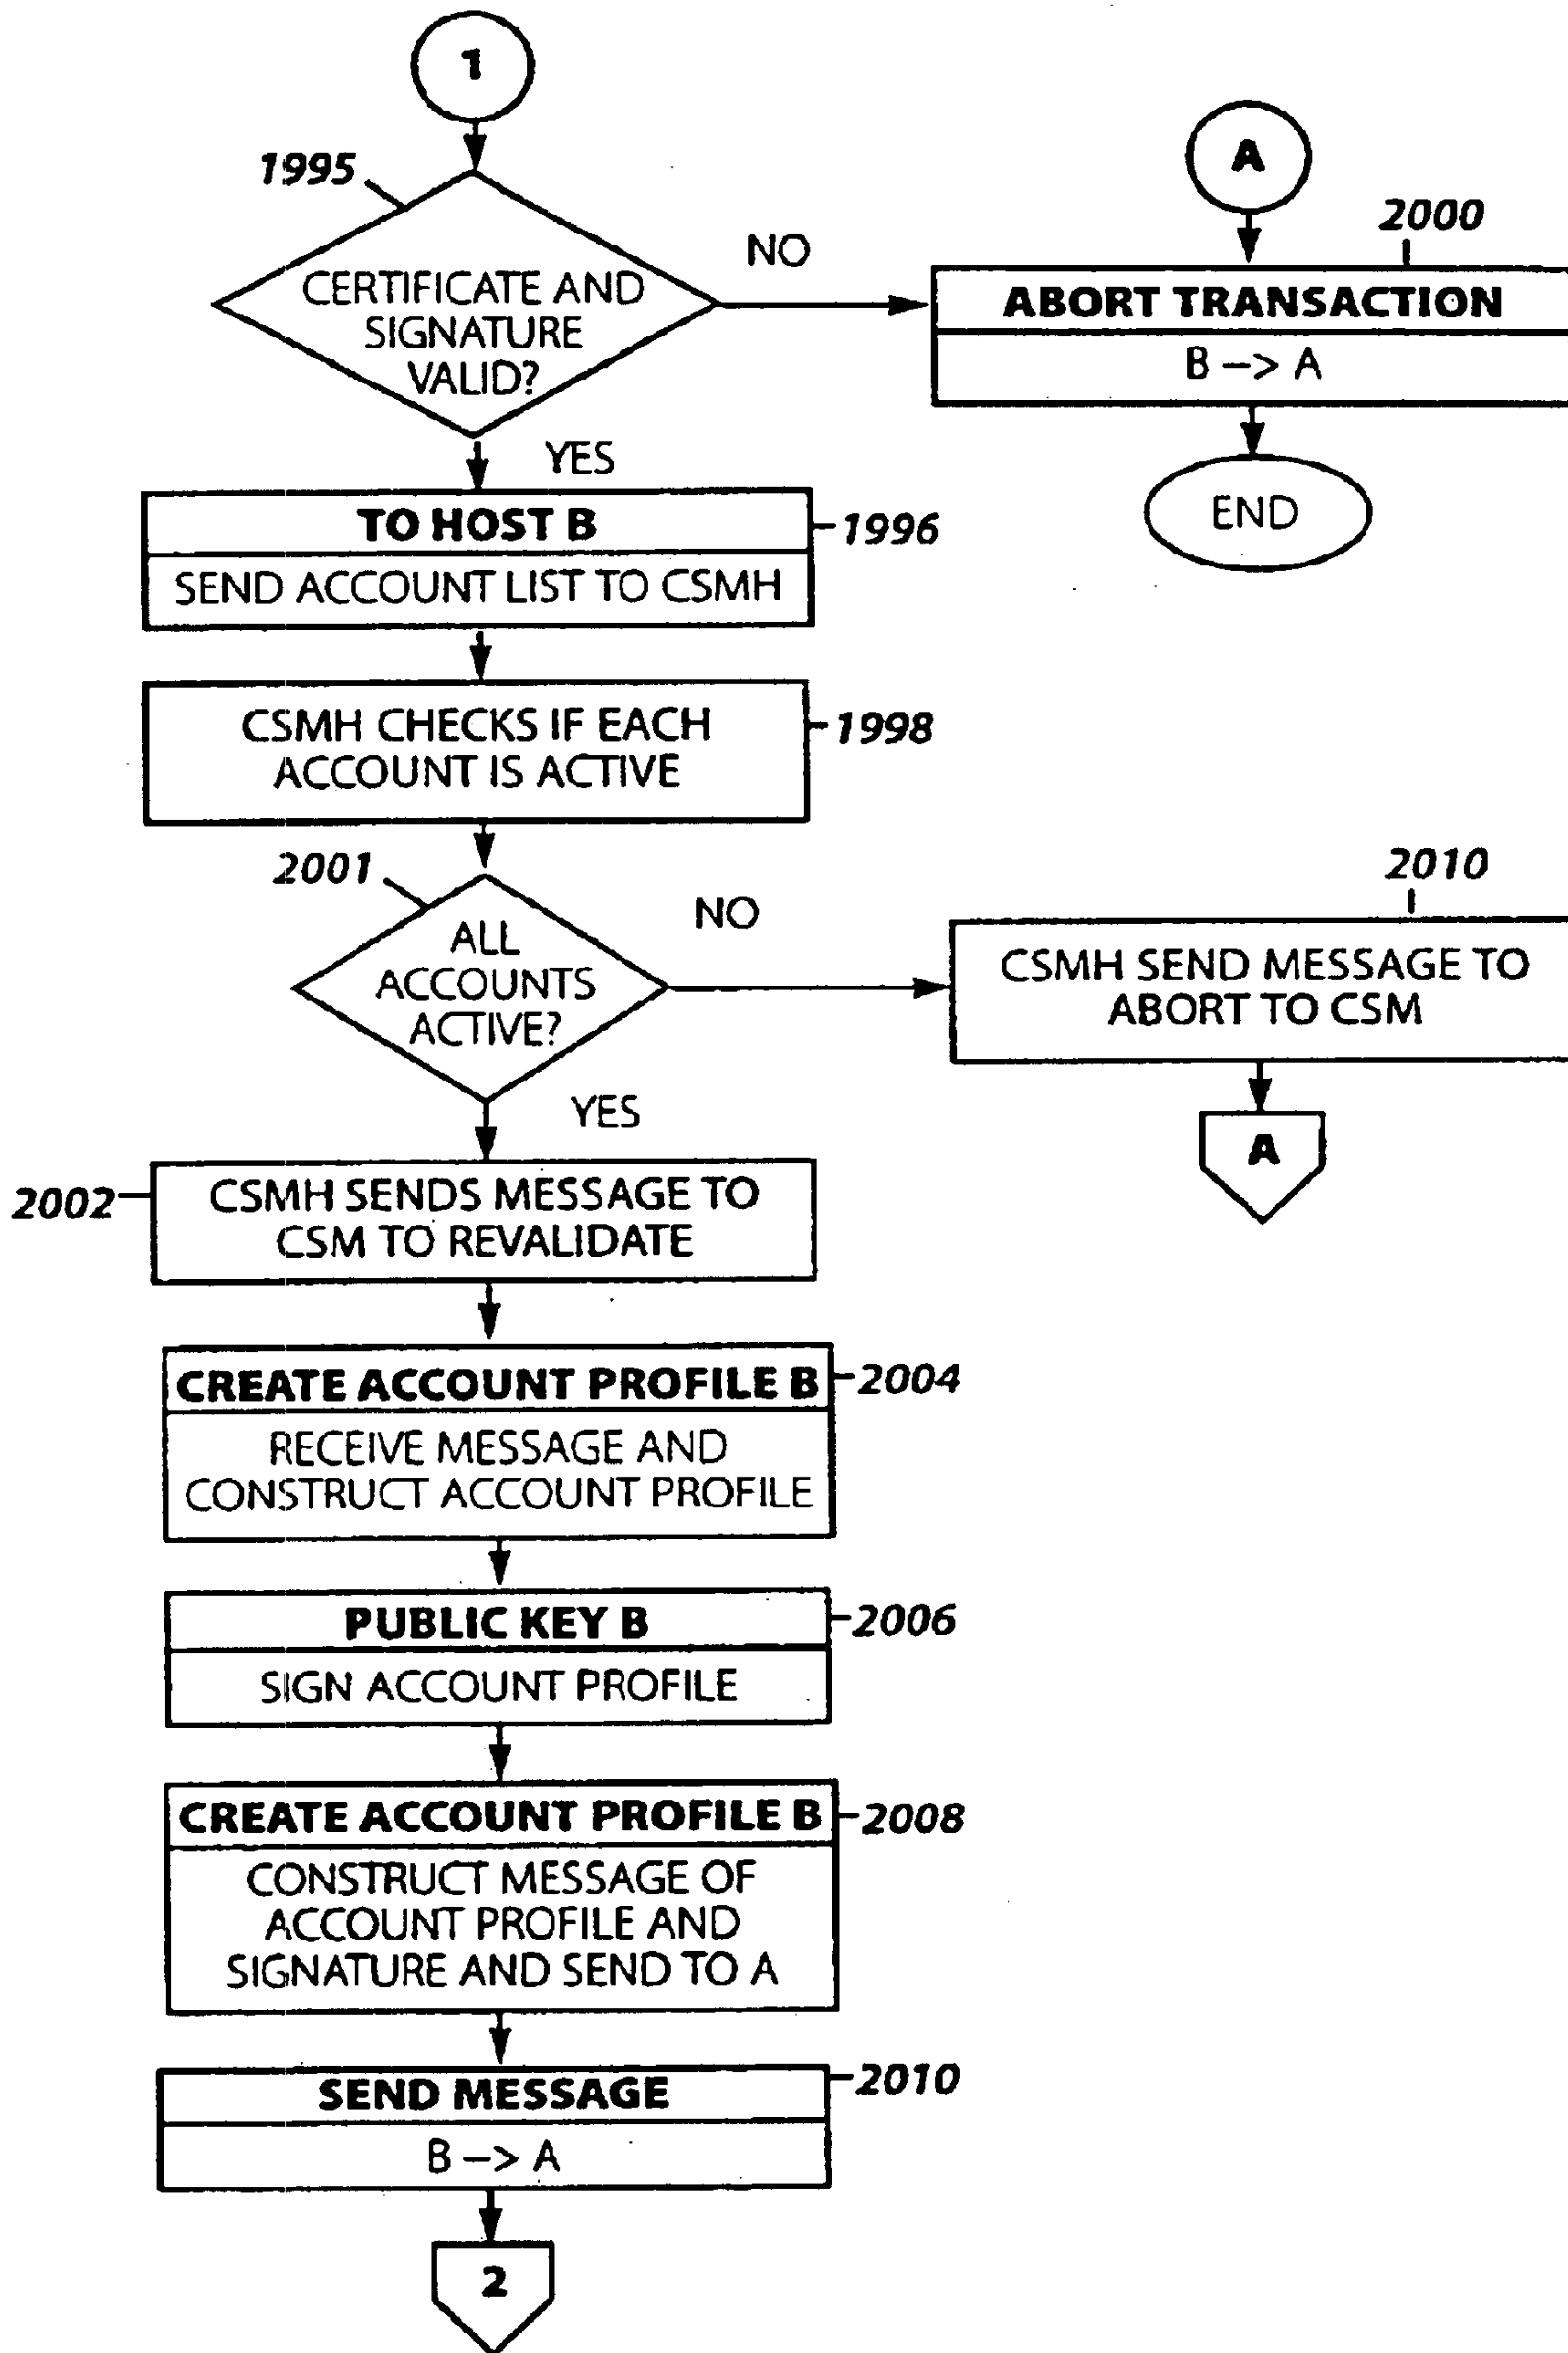 1
1995
CERTIFICATE AND
SIGNATURE
VALID?
NO
YES
A
2000
ABORT TRANSACTION
B –> A
END
TO HOST B
1996
SEND ACCOUNT LIST TO CSMH
CSMH CHECKS IF EACH
ACCOUNT IS ACTIVE
1998
2001
ALL
ACCOUNTS
ACTIVE?
NO
YES
2010
CSMH SEND MESSAGE TO
ABORT TO CSM
A
2002
CSMH SENDS MESSAGE TO
CSM TO REVALIDATE
CREATE ACCOUNT PROFILE B
2004
RECEIVE MESSAGE AND
CONSTRUCT ACCOUNT PROFILE
PUBLIC KEY B
2006
SIGN ACCOUNT PROFILE
CREATE ACCOUNT PROFILE B
2008
CONSTRUCT MESSAGE OF
ACCOUNT PROFILE AND
SIGNATURE AND SEND TO A
SEND MESSAGE
2010
B –> A
2